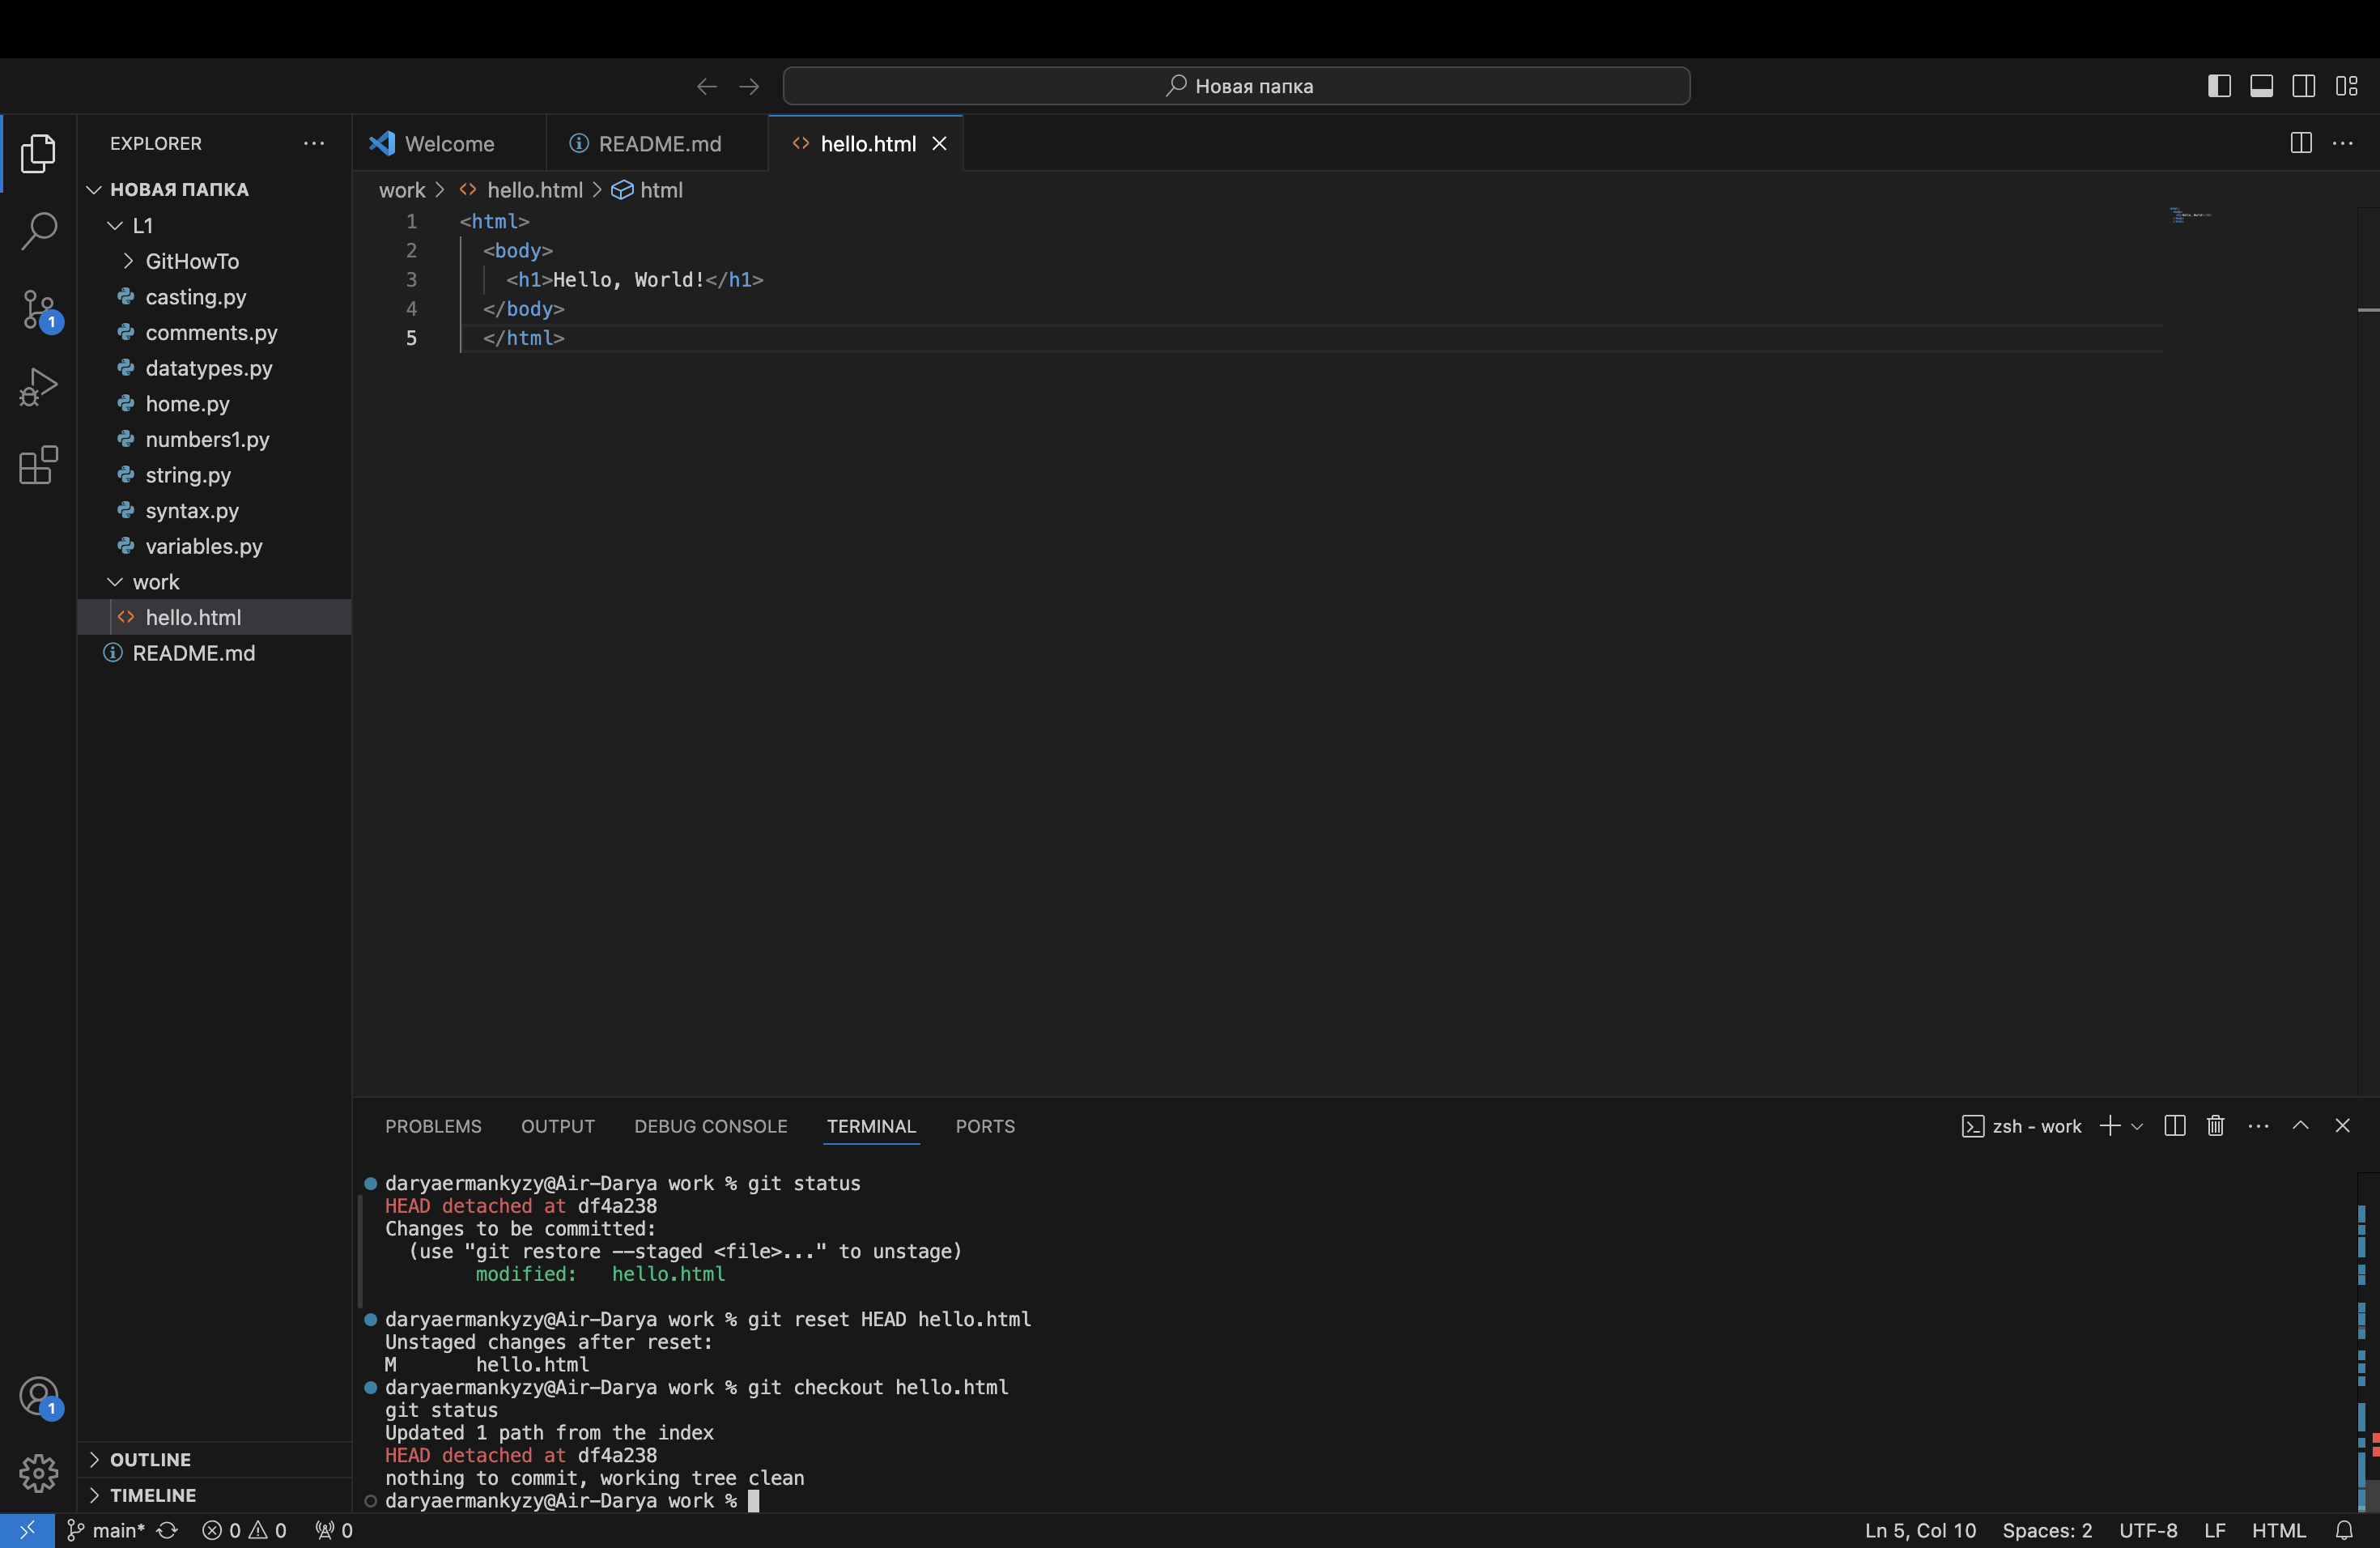 Новая папка
EXPLORER
НОВАЯ ПАПКА
L1
GitHowTo
casting.py
comments.py
datatypes.py
home.py
numbers1.py
string.py
syntax.py
variables.py
work
hello.html
README.md
OUTLINE
TIMELINE
1
1
Welcome
README.md
hello.html
work > hello.html > html
1 <html>
2 <body>
3 <h1>Hello, World!</h1>
4 </body>
5 </html>
PROBLEMS OUTPUT DEBUG CONSOLE TERMINAL PORTS
zsh - work
daryaermankyzy@Air-Darya work % git status
HEAD detached at df4a238
Changes to be committed:
(use "git restore --staged <file>..." to unstage)
modified: hello.html
daryaermankyzy@Air-Darya work % git reset HEAD hello.html
Unstaged changes after reset:
M hello.html
daryaermankyzy@Air-Darya work % git checkout hello.html
git status
Updated 1 path from the index
HEAD detached at df4a238
nothing to commit, working tree clean
daryaermankyzy@Air-Darya work %
main* 0 0 0
Ln 5, Col 10 Spaces: 2 UTF-8 LF HTML